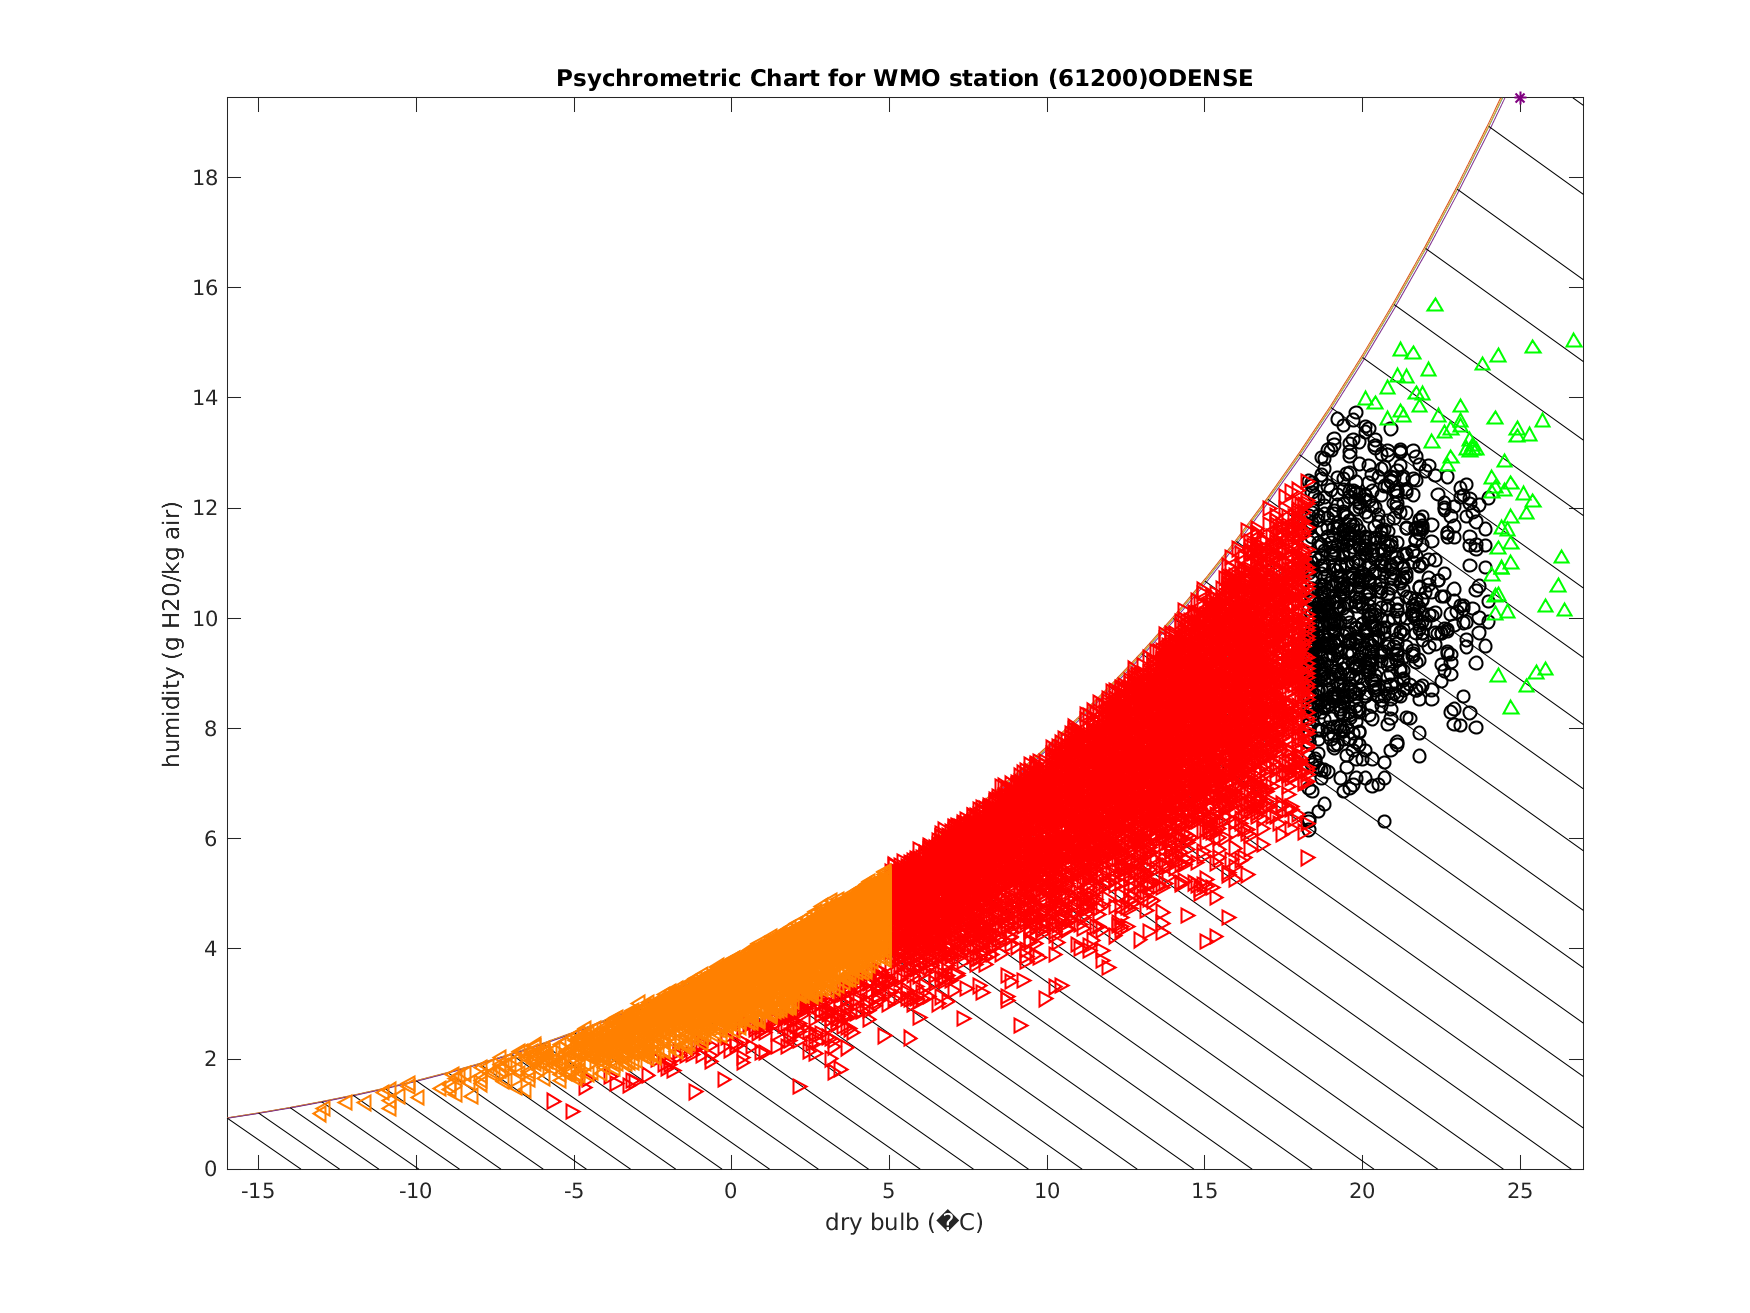 Psychrometric Chart for WMO station (61200)ODENSE
18
16
14
12
10
8
6
4
2
0
humidity (g H20/kg air)
-15 -10 -5 0 5 10 15 20 25
dry bulb (�C)